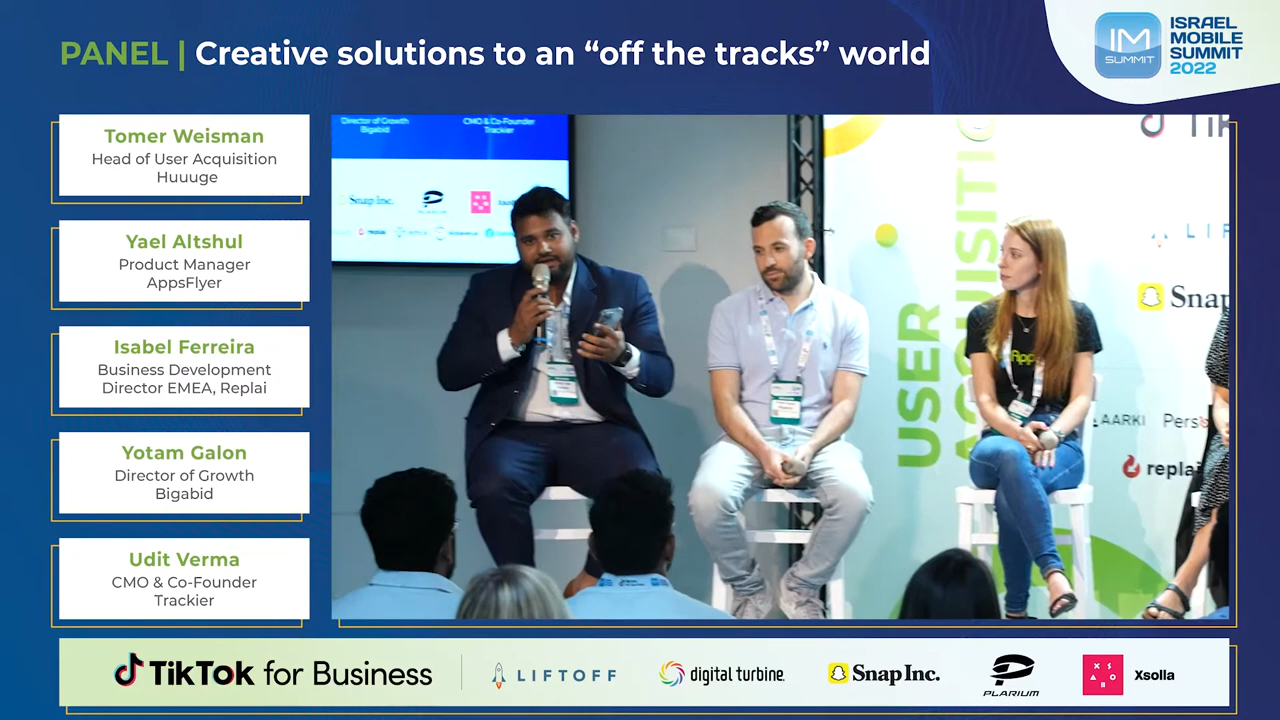 PANEL | Creative solutions to an “off the tracks” world
IM
SUMMIT
ISRAEL
MOBILE
SUMMIT
2022
Tomer Weisman
Head of User Acquisition
Huuuge
Yael Altshul
Product Manager
AppsFlyer
Isabel Ferreira
Business Development
Director EMEA, Replai
Yotam Galon
Director of Growth
Bigabid
Udit Verma
CMO & Co-Founder
Trackier
Director of Growth
Bigabid
CMO & Co-Founder
Trackier
Snap Inc.
PLARIUM
USER
Snap
AARKI
replai
TikTok for Business
LIFTOFF
digital turbine
Snap Inc.
PLARIUM
XSOLLA
Xsolla